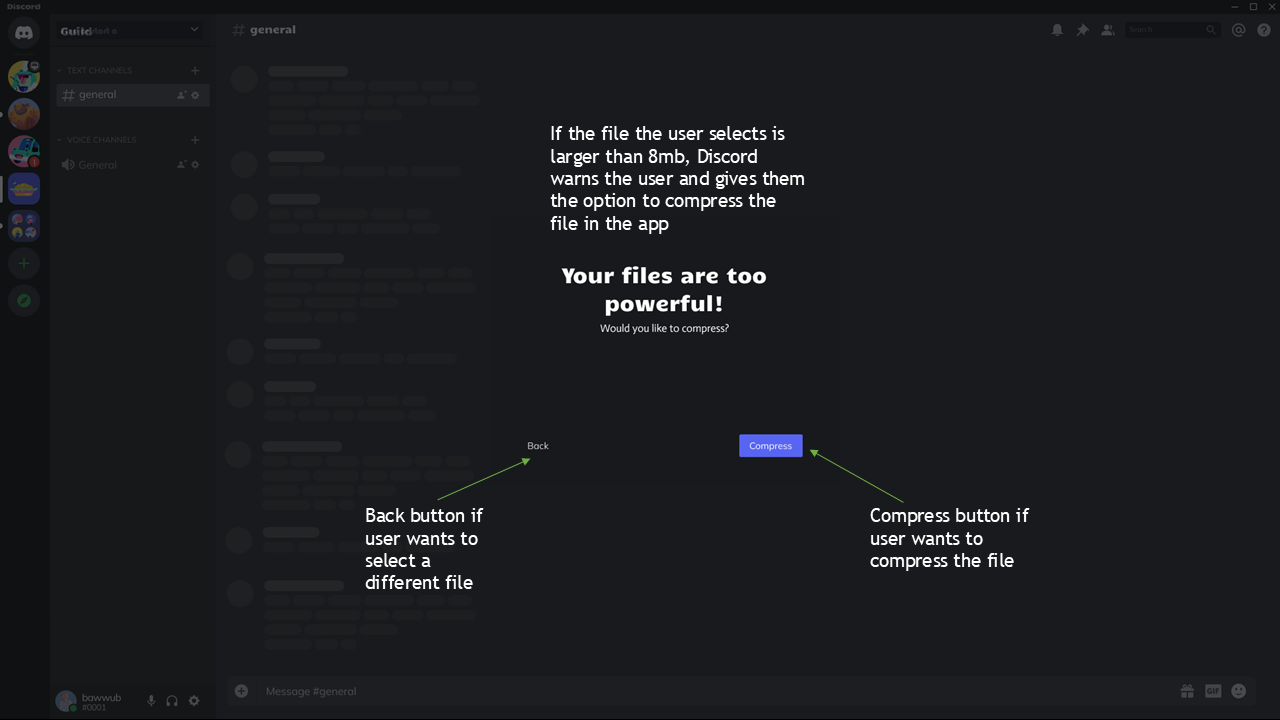 Discord
Guild
# general
Search
TEXT CHANNELS
general
VOICE CHANNELS
General
If the file the user selects is
larger than 8mb, Discord
warns the user and gives them
the option to compress the
file in the app
Your files are too
powerful!
Would you like to compress?
Back
Compress
Back button if
user wants to
select a
different file
Compress button if
user wants to
compress the file
bawwub
#0001
Message #general
GIF